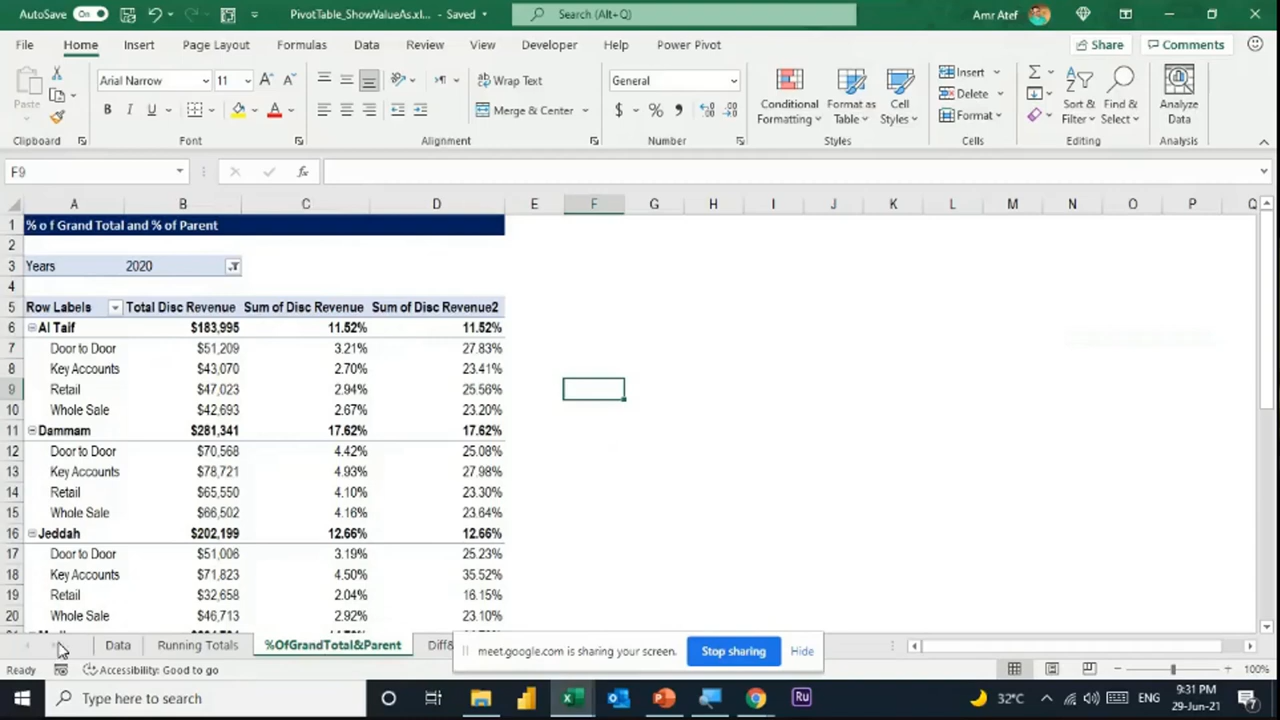 AutoSave On PivotTable_ShowValueAs.xl... - Saved Search (Alt+Q) Amr Atef
File Home Insert Page Layout Formulas Data Review View Developer Help Power Pivot Share Comments
Paste Arial Narrow 11 Wrap Text General Conditional Formatting Format as Table Cell Styles Insert Sort & Filter Find & Select Analyze Data
B I U Merge & Center $ % Delete
Format
Clipboard Font Alignment Number Styles Cells Editing Analysis
F9 fx
A B C D E F G H I J K L M N O P Q
1 % o f Grand Total and % of Parent
2
3 Years 2020
4
5 Row Labels Total Disc Revenue Sum of Disc Revenue Sum of Disc Revenue2
6 Al Taif $183,995 11.52% 11.52%
7 Door to Door $51,209 3.21% 27.83%
8 Key Accounts $43,070 2.70% 23.41%
9 Retail $47,023 2.94% 25.56%
10 Whole Sale $42,693 2.67% 23.20%
11 Dammam $281,341 17.62% 17.62%
12 Door to Door $70,568 4.42% 25.08%
13 Key Accounts $78,721 4.93% 27.98%
14 Retail $65,550 4.10% 23.30%
15 Whole Sale $66,502 4.16% 23.64%
16 Jeddah $202,199 12.66% 12.66%
17 Door to Door $51,006 3.19% 25.23%
18 Key Accounts $71,823 4.50% 35.52%
19 Retail $32,658 2.04% 16.15%
20 Whole Sale $46,713 2.92% 23.10%
Data Running Totals %OfGrandTotal&Parent Diff& meet.google.com is sharing your screen. Stop sharing Hide
Ready Accessibility: Good to go 100%
Type here to search Ru 32°C ENG 9:31 PM
29-Jun-21 7